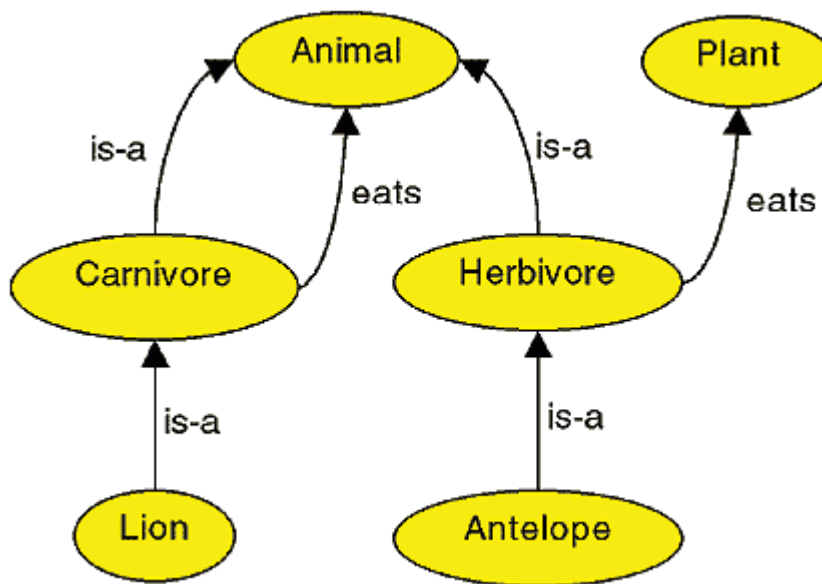 Animal
Plant
is-a
is-a
eats
eats
Carnivore
Herbivore
is-a
is-a
Lion
Antelope